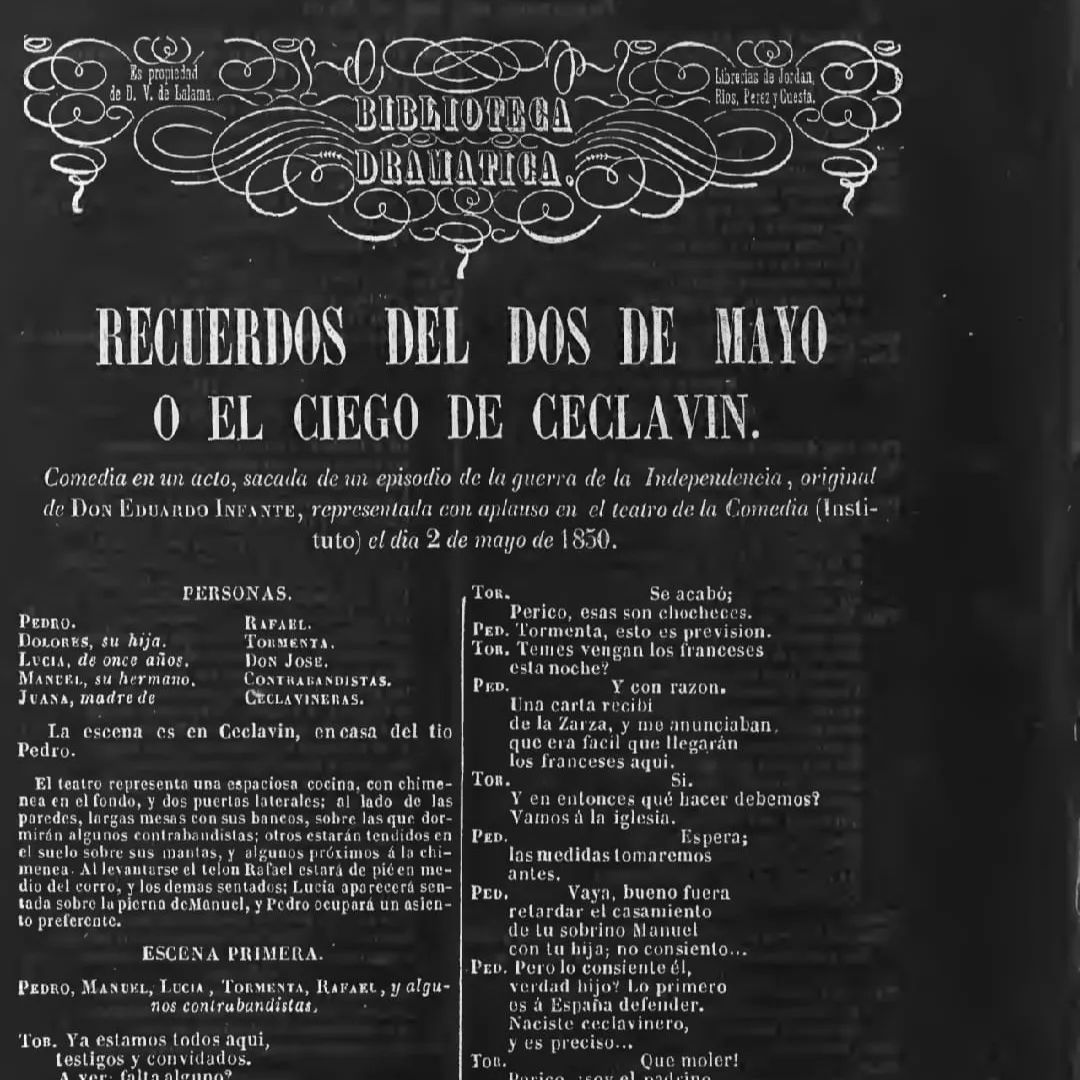 Es propiedad
de D. V. de Lalama.
BIBLIOTECA
DRAMATICA.
Librerias de Jordan,
Rios, Perez y Cuesta.
RECUERDOS DEL DOS DE MAYO
O EL CIEGO DE CECLAVIN.
Comedia en un acto, sacada de un episodio de la guerra de la Independencia, original
de DON EDUARDO INFANTE, representada con aplauso en el teatro de la Comedia (Insti-
tuto) el dia 2 de mayo de 1850.
PERSONAS.
PEDRO.
DOLORES, su hija.
LUCIA, de once años.
MANUEL, su hermano.
JUANA, madre de
RAFAEL.
TORMENTA.
DON JOSE.
CONTRABANDISTAS.
CECLAVINERAS.
La escena es en Ceclavin, en casa del tio
Pedro.
El teatro representa una espaciosa cocina, con chime-
nea en el fondo, y dos puertas laterales; al lado de las
paredes, largas mesas con sus bancos, sobre las que dor-
mirán algunos contrabandistas; otros estarán tendidos en
el suelo sobre sus mantas, y algunos próximos á la chi-
menea. Al levantarse el telon Rafael estará de pié en me-
dio del corro, y los demas sentados; Lucia aparecerá sen-
tada sobre la pierna de Manuel, y Pedro ocupará un asien-
to preferente.
ESCENA PRIMERA.
PEDRO, MANUEL, LUCIA, TORMENTA, RAFAEL, y algu-
nos contrabandistas.
TOR. Ya estamos todos aqui,
testigos y convidados.
A ver: falta alguno?
TOR. Se acabó;
Perico, esas son chocheces.
PED. Tormenta, esto es prevision.
TOR. Temes vengan los franceses
esta noche?
PED. Y con razon.
Una carta recibi
de la Zarza, y me anunciaban,
que era facil que llegarán
los franceses aqui.
TOR. Si.
Y en entonces qué hacer debemos?
Vamos á la iglesia.
PED. Espera;
las medidas tomaremos
antes.
PED. Vaya, bueno fuera
retardar el casamiento
de tu sobrino Manuel
con tu hija; no consiento...
PED. Pero lo consiente él,
verdad hijo? Lo primero
es á España defender.
Naciste ceclavinero,
y es preciso...
TOR. Que moler!
Perico, ¡soy el padrino